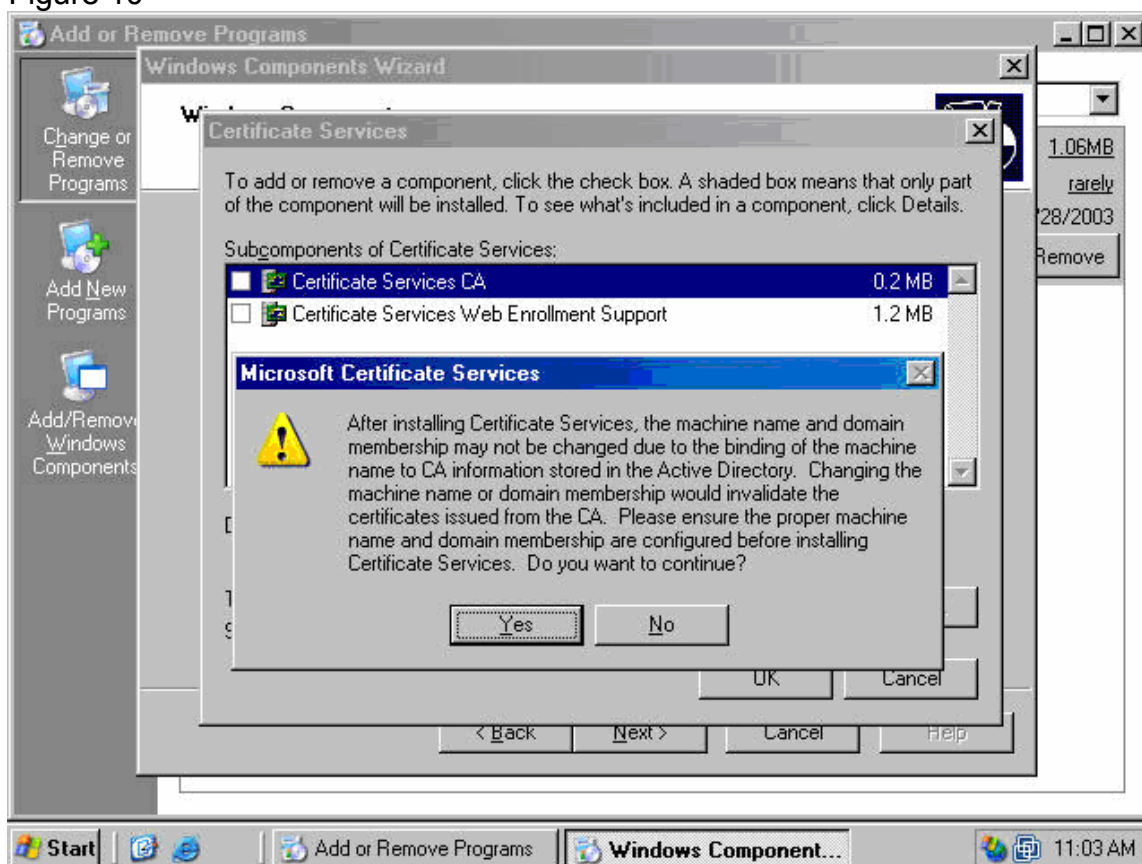 Add or Remove Programs
Windows Components Wizard
Certificate Services
Change or
Remove
Programs
1.06MB
rarely
28/2003
Remove
To add or remove a component, click the check box. A shaded box means that only part
of the component will be installed. To see what's included in a component, click Details.
Subcomponents of Certificate Services:
Certificate Services CA 0.2 MB
Certificate Services Web Enrollment Support 1.2 MB
Add New
Programs
Add/Remov
Windows
Components
Microsoft Certificate Services
After installing Certificate Services, the machine name and domain
membership may not be changed due to the binding of the machine
name to CA information stored in the Active Directory. Changing the
machine name or domain membership would invalidate the
certificates issued from the CA. Please ensure the proper machine
name and domain membership are configured before installing
Certificate Services. Do you want to continue?
Yes No
OK Cancel
< Back Next > Cancel Help
Start Add or Remove Programs Windows Component... 11:03 AM